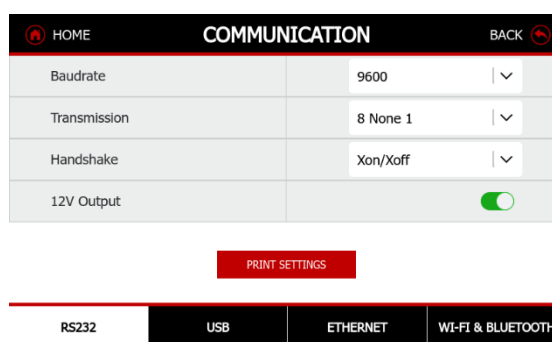 HOME COMMUNICATION BACK
Baudrate 9600
Transmission 8 None 1
Handshake Xon/Xoff
12V Output
PRINT SETTINGS
RS232 USB ETHERNET WI-FI & BLUETOOTH